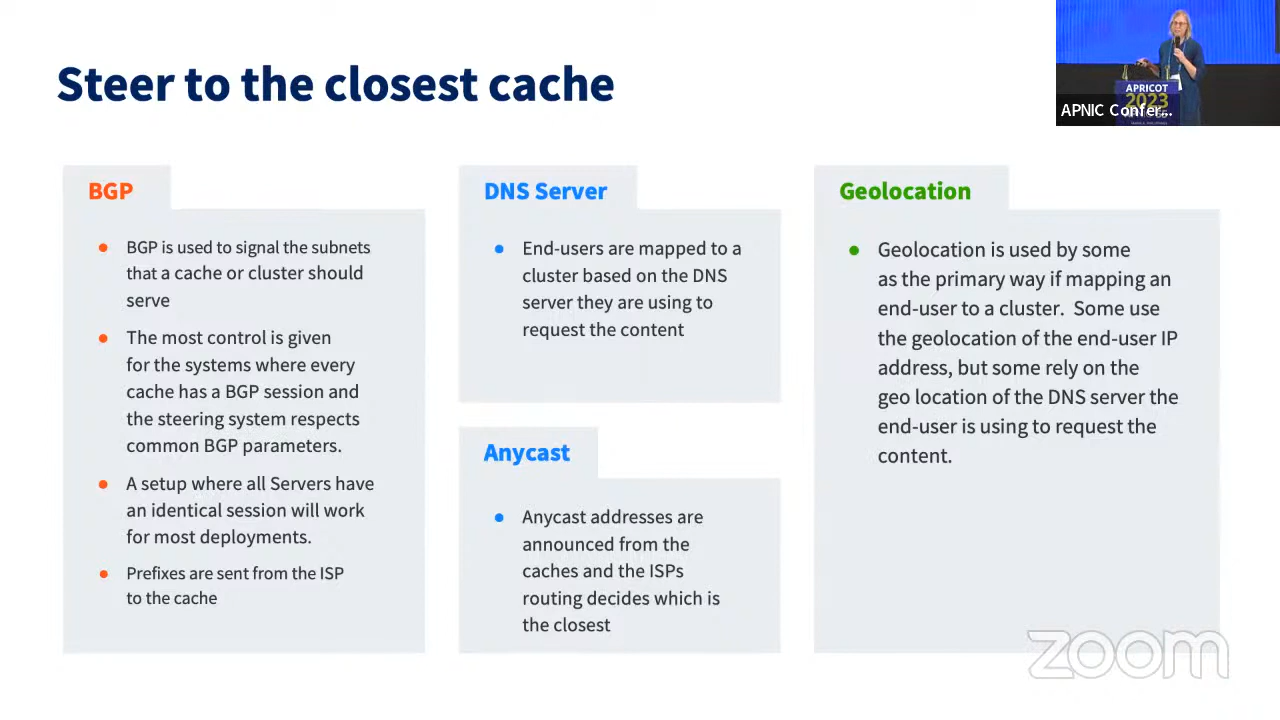 Steer to the closest cache
APRICOT
2023
APNIC Confer...
BGP
BGP is used to signal the subnets
that a cache or cluster should
serve
The most control is given
for the systems where every
cache has a BGP session and
the steering system respects
common BGP parameters.
A setup where all Servers have
an identical session will work
for most deployments.
Prefixes are sent from the ISP
to the cache
DNS Server
End-users are mapped to a
cluster based on the DNS
server they are using to
request the content
Anycast
Anycast addresses are
announced from the
caches and the ISPs
routing decides which is
the closest
Geolocation
Geolocation is used by some
as the primary way if mapping an
end-user to a cluster.  Some use
the geolocation of the end-user IP
address, but some rely on the
geo location of the DNS server the
end-user is using to request the
content.
zoom